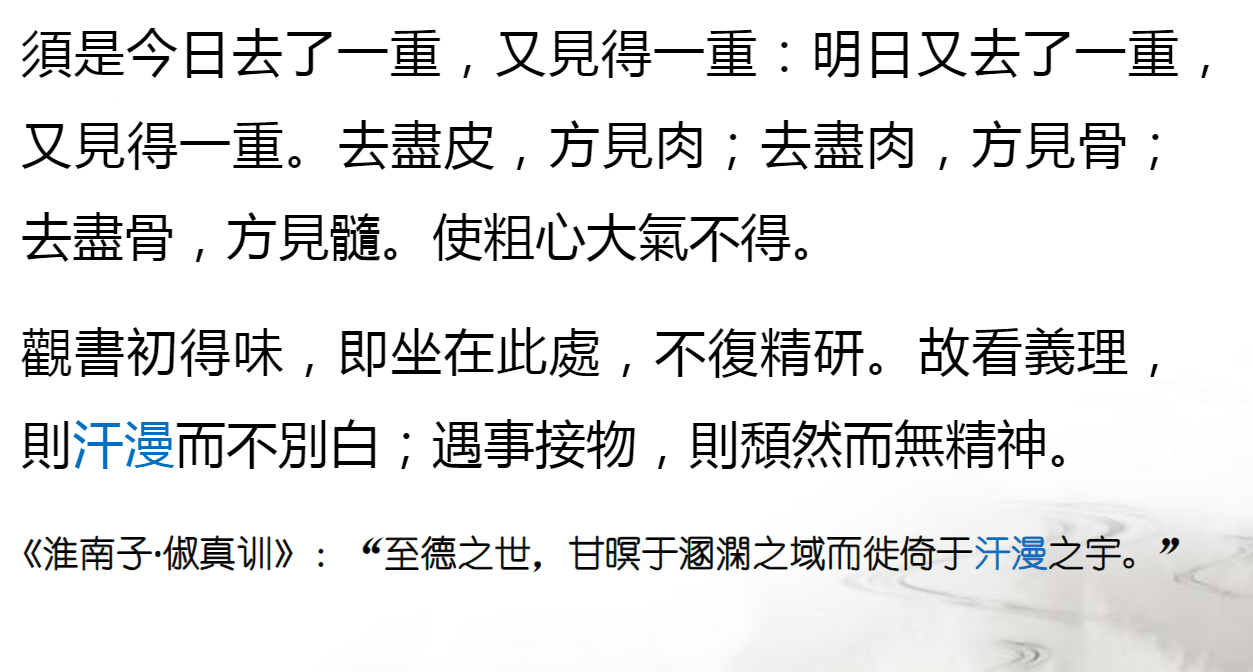 須是今日去了一重，又見得一重：明日又去了一重，
又見得一重。去盡皮，方見肉；去盡肉，方見骨；
去盡骨，方見髓。使粗心大氣不得。
觀書初得味，即坐在此處，不復精研。故看義理，
則汗漫而不別白；遇事接物，則頹然而無精神。
《淮南子·俶真训》：“至德之世，甘暝于溷澖之域而徙倚于汗漫之宇。”